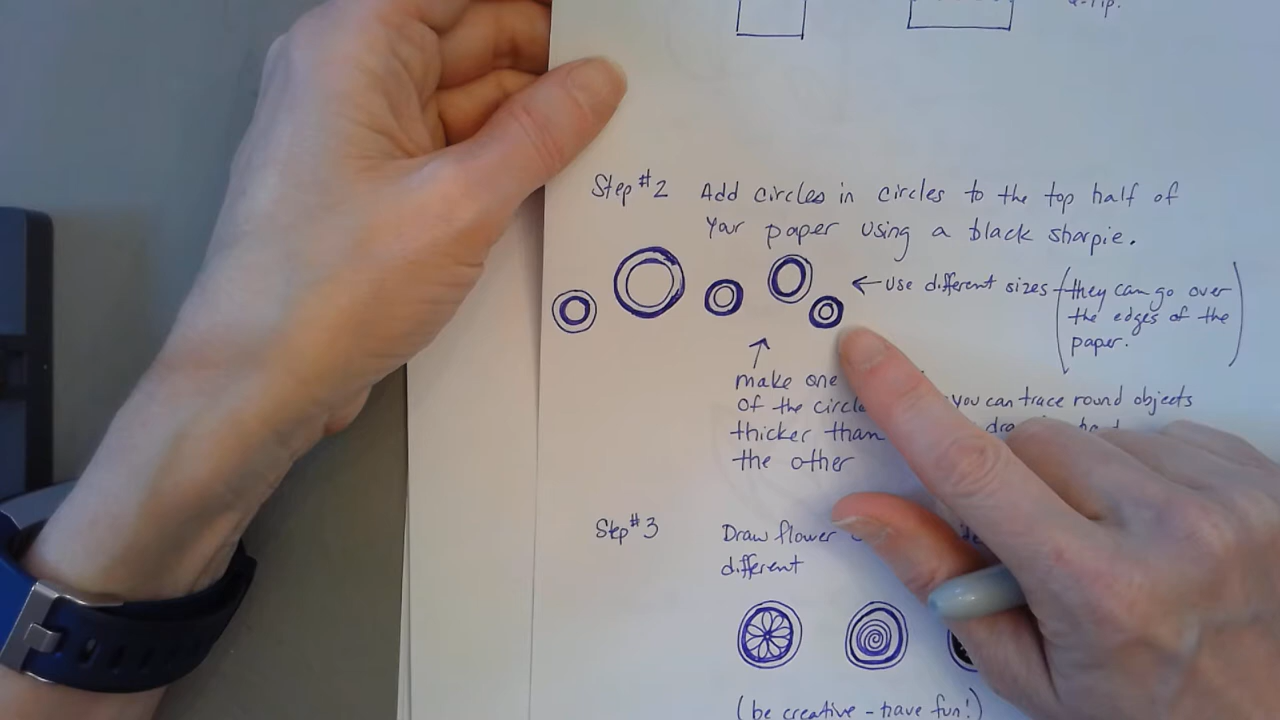 Q-Tip.
Step #2 Add circles in circles to the top half of
your paper using a black sharpie.
← use different sizes (they can go over
the edges of the
paper.)
↑
make one
of the circle
thicker than
the other
you can trace round objects
Step #3 Draw flower
different
(be creative - have fun!)